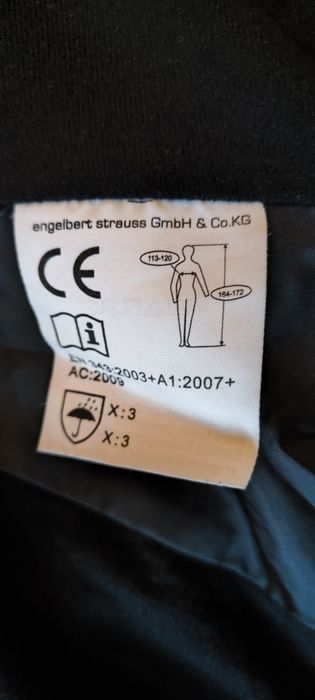 engelbert strauss GmbH & Co.KG
CE
113-120
164-172
i
EN 343:2003+A1:2007+
AC:2009
X:3
X:3